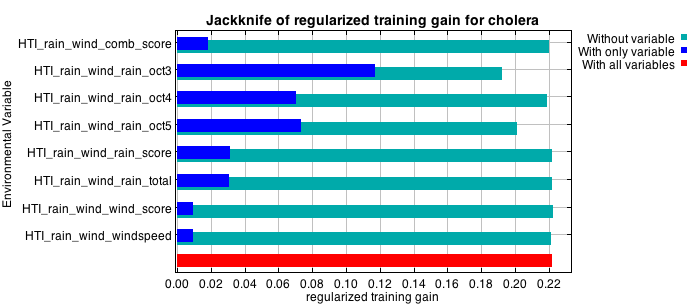 Jackknife of regularized training gain for cholera
Environmental Variable
HTI_rain_wind_comb_score
HTI_rain_wind_rain_oct3
HTI_rain_wind_rain_oct4
HTI_rain_wind_rain_oct5
HTI_rain_wind_rain_score
HTI_rain_wind_rain_total
HTI_rain_wind_wind_score
HTI_rain_wind_windspeed
0.00 0.02 0.04 0.06 0.08 0.10 0.12 0.14 0.16 0.18 0.20 0.22
regularized training gain
Without variable
With only variable
With all variables